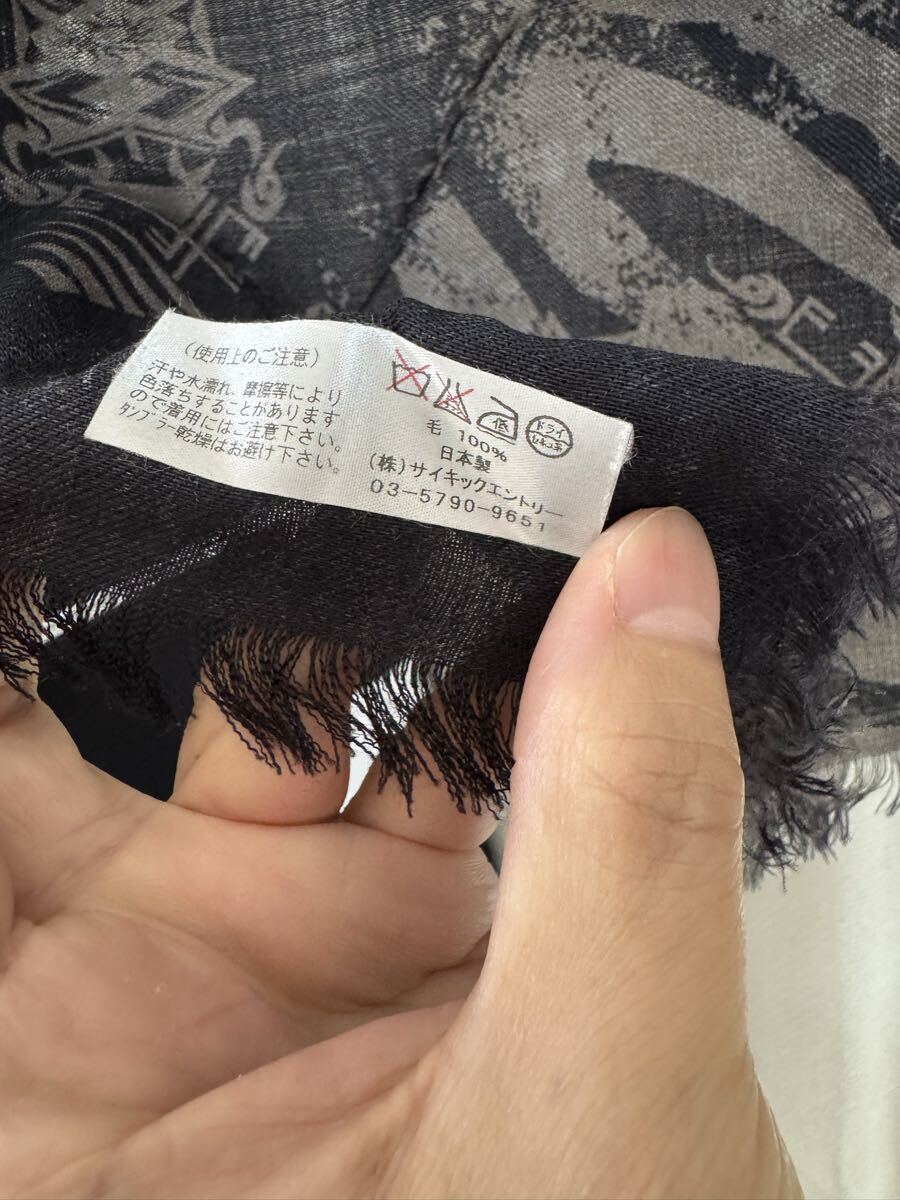 (使用上のご注意)
汗や水濡れ、摩擦等により
色落ちすることがあります
ので着用にはご注意下さい。
タンブラー乾燥はお避け下さい。
低
ドライ
セキユ系
毛 100%
日本製
(株)サイキックエントリー
03-5790-9651